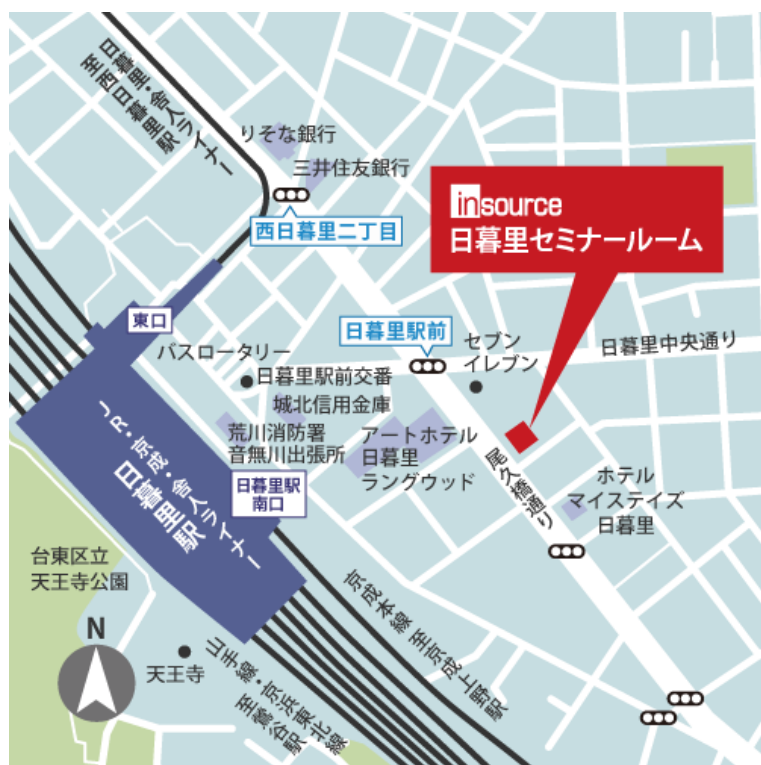 至西日暮里駅
日暮里・舎人ライナー
りそな銀行
三井住友銀行
西日暮里二丁目
insource
日暮里セミナールーム
東口
バスロータリー
日暮里駅前
セブン
イレブン
日暮里中央通り
日暮里駅前交番
城北信用金庫
荒川消防署
音無川出張所
アートホテル
日暮里
ラングウッド
日暮里駅
南口
JR・京成・舎人ライナー
日暮里駅
尾久橋通り
ホテル
マイステイズ
日暮里
台東区立
天王寺公園
N
天王寺
京成本線 至京成上野駅
山手線・京浜東北線
至鶯谷駅